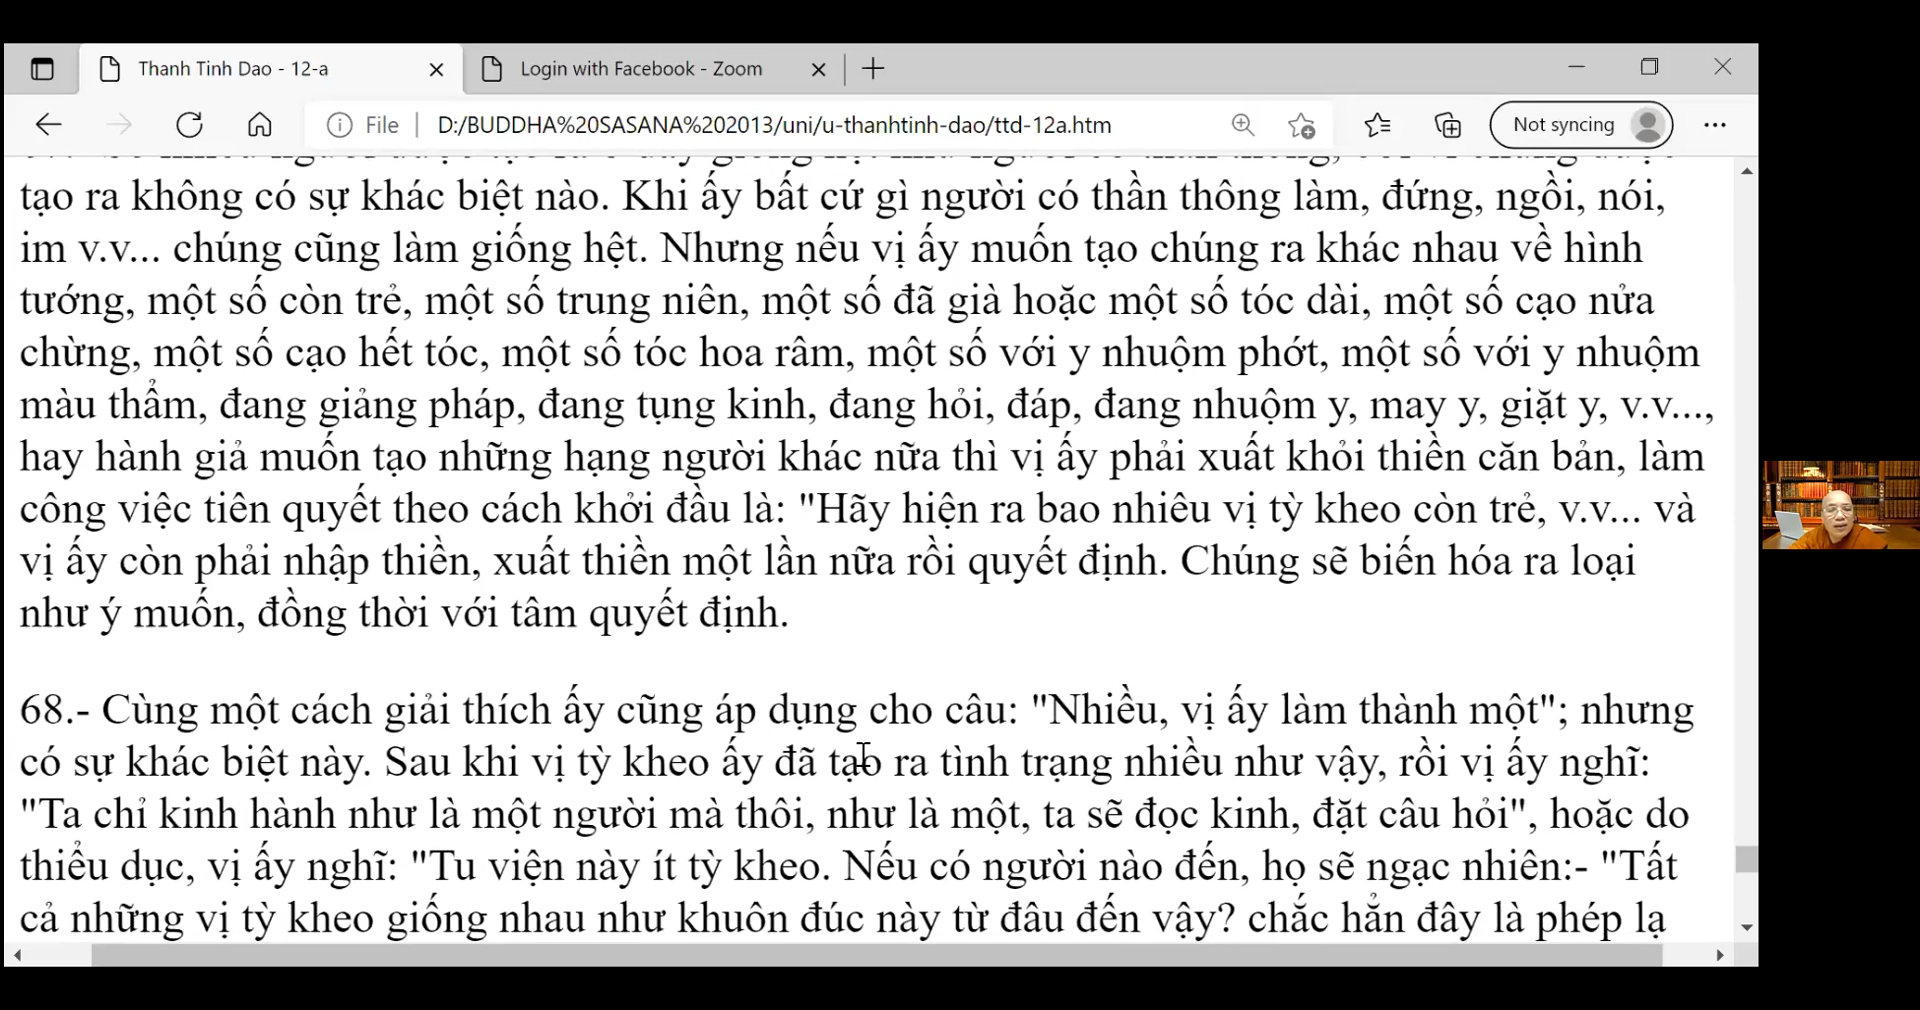 Thanh Tinh Dao - 12-a
Login with Facebook - Zoom
File
D:/BUDDHA%20SASANA%202013/uni/u-thanhtinh-dao/ttd-12a.htm
Not syncing
tạo ra không có sự khác biệt nào. Khi ấy bất cứ gì người có thần thông làm, đứng, ngồi, nói,
im v.v... chúng cũng làm giống hệt. Nhưng nếu vị ấy muốn tạo chúng ra khác nhau về hình
tướng, một số còn trẻ, một số trung niên, một số đã già hoặc một số tóc dài, một số cạo nửa
chừng, một số cạo hết tóc, một số tóc hoa râm, một số với y nhuộm phớt, một số với y nhuộm
màu thẩm, đang giảng pháp, đang tụng kinh, đang hỏi, đáp, đang nhuộm y, may y, giặt y, v.v...,
hay hành giả muốn tạo những hạng người khác nữa thì vị ấy phải xuất khỏi thiền căn bản, làm
công việc tiên quyết theo cách khởi đầu là: "Hãy hiện ra bao nhiêu vị tỳ kheo còn trẻ, v.v... và
vị ấy còn phải nhập thiền, xuất thiền một lần nữa rồi quyết định. Chúng sẽ biến hóa ra loại
như ý muốn, đồng thời với tâm quyết định.
68.- Cùng một cách giải thích ấy cũng áp dụng cho câu: "Nhiều, vị ấy làm thành một"; nhưng
có sự khác biệt này. Sau khi vị tỳ kheo ấy đã tạo ra tình trạng nhiều như vậy, rồi vị ấy nghĩ:
"Ta chỉ kinh hành như là một người mà thôi, như là một, ta sẽ đọc kinh, đặt câu hỏi", hoặc do
thiểu dục, vị ấy nghĩ: "Tu viện này ít tỳ kheo. Nếu có người nào đến, họ sẽ ngạc nhiên:- "Tất
cả những vị tỳ kheo giống nhau như khuôn đúc này từ đâu đến vậy? chắc hẳn đây là phép lạ